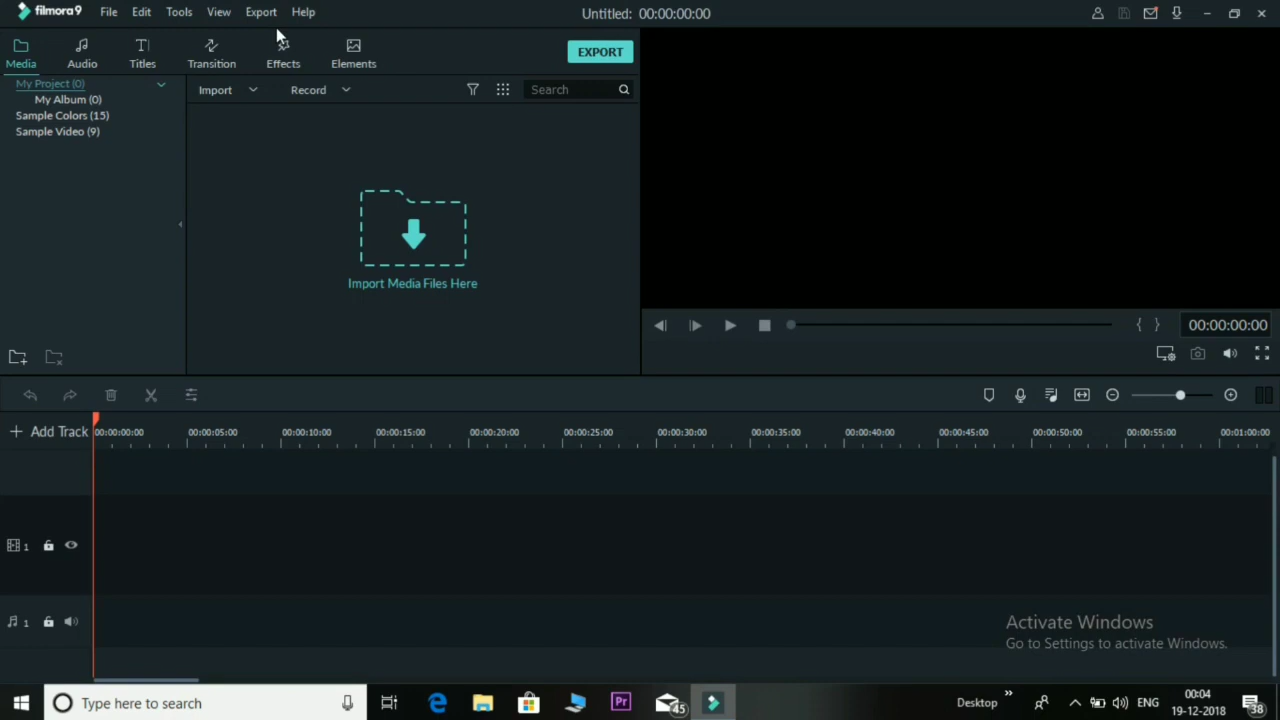 filmora9 File Edit Tools View Export Help Untitled: 00:00:00:00
Media Audio Titles Transition Effects Elements EXPORT
My Project (0)
My Album (0)
Sample Colors (15)
Sample Video (9)
Import Record Search
Import Media Files Here
{ } 00:00:00:00
+ Add Track 00:00:00:00 00:00:05:00 00:00:10:00 00:00:15:00 00:00:20:00 00:00:25:00 00:00:30:00 00:00:35:00 00:00:40:00 00:00:45:00 00:00:50:00 00:00:55:00 00:01:00:00
1
1
Activate Windows
Go to Settings to activate Windows.
Type here to search Pr 45 Desktop » ENG 00:04
19-12-2018 38